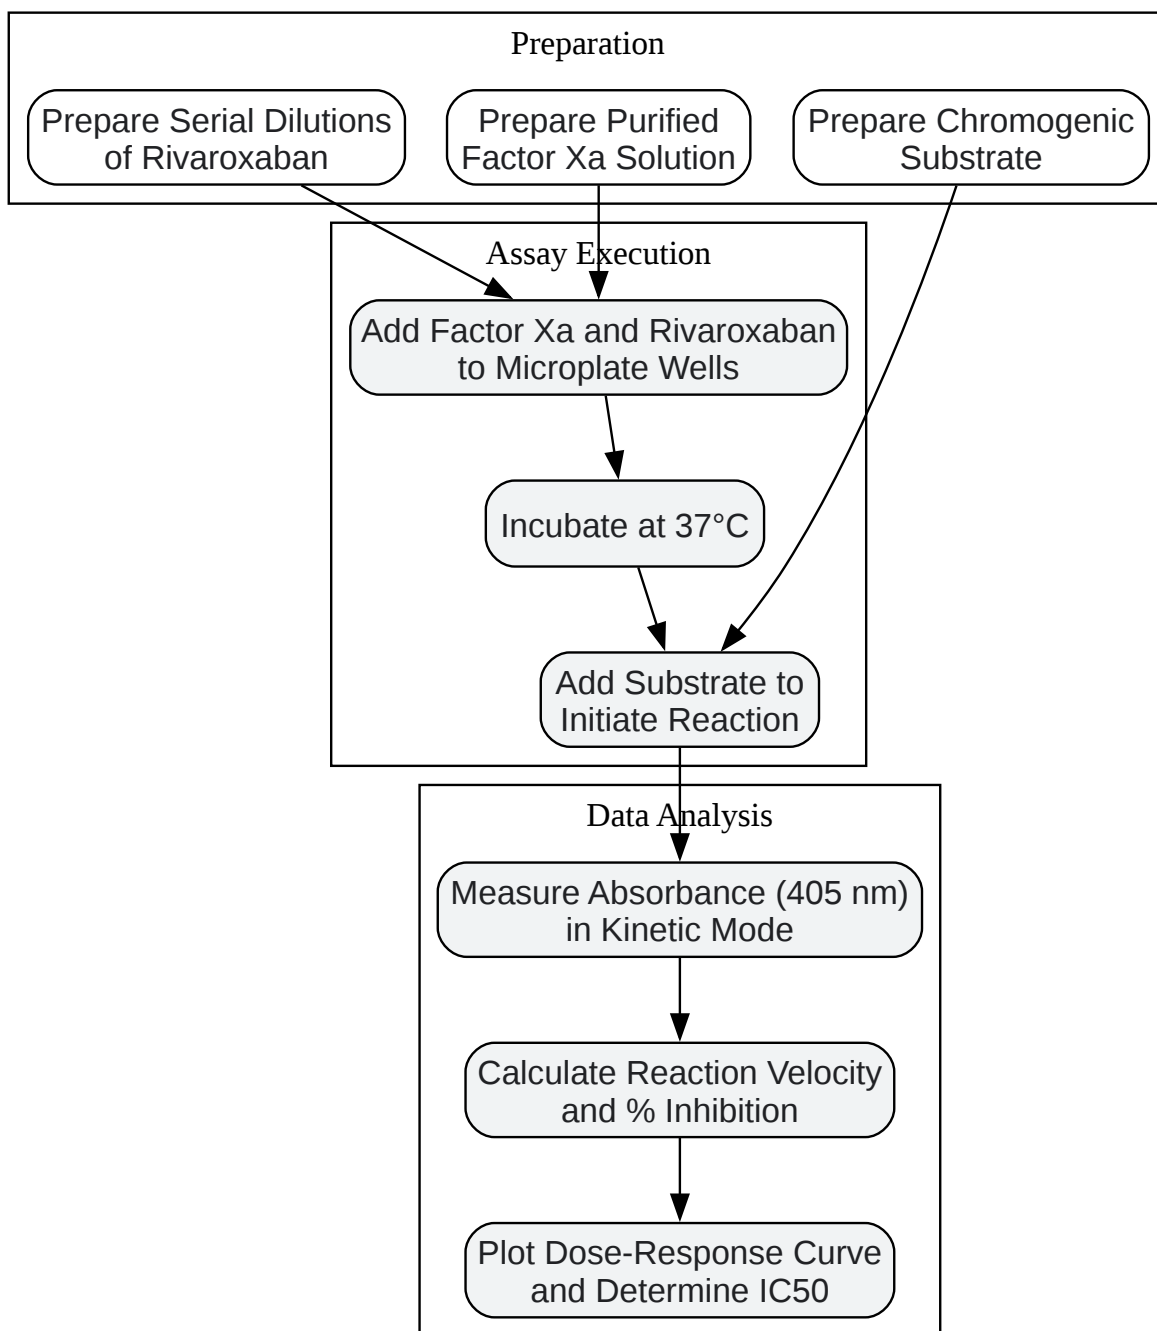 Preparation
Prepare Serial Dilutions
of Rivaroxaban
Prepare Purified
Factor Xa Solution
Prepare Chromogenic
Substrate
Assay Execution
Add Factor Xa and Rivaroxaban
to Microplate Wells
Incubate at 37°C
Add Substrate to
Initiate Reaction
Data Analysis
Measure Absorbance (405 nm)
in Kinetic Mode
Calculate Reaction Velocity
and % Inhibition
Plot Dose-Response Curve
and Determine IC50